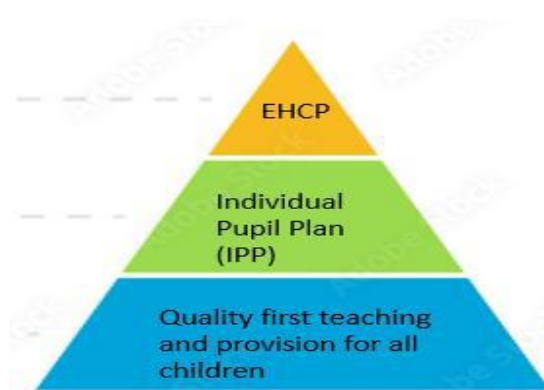 EHCP
Individual
Pupil Plan
(IPP)
Quality first teaching
and provision for all
children